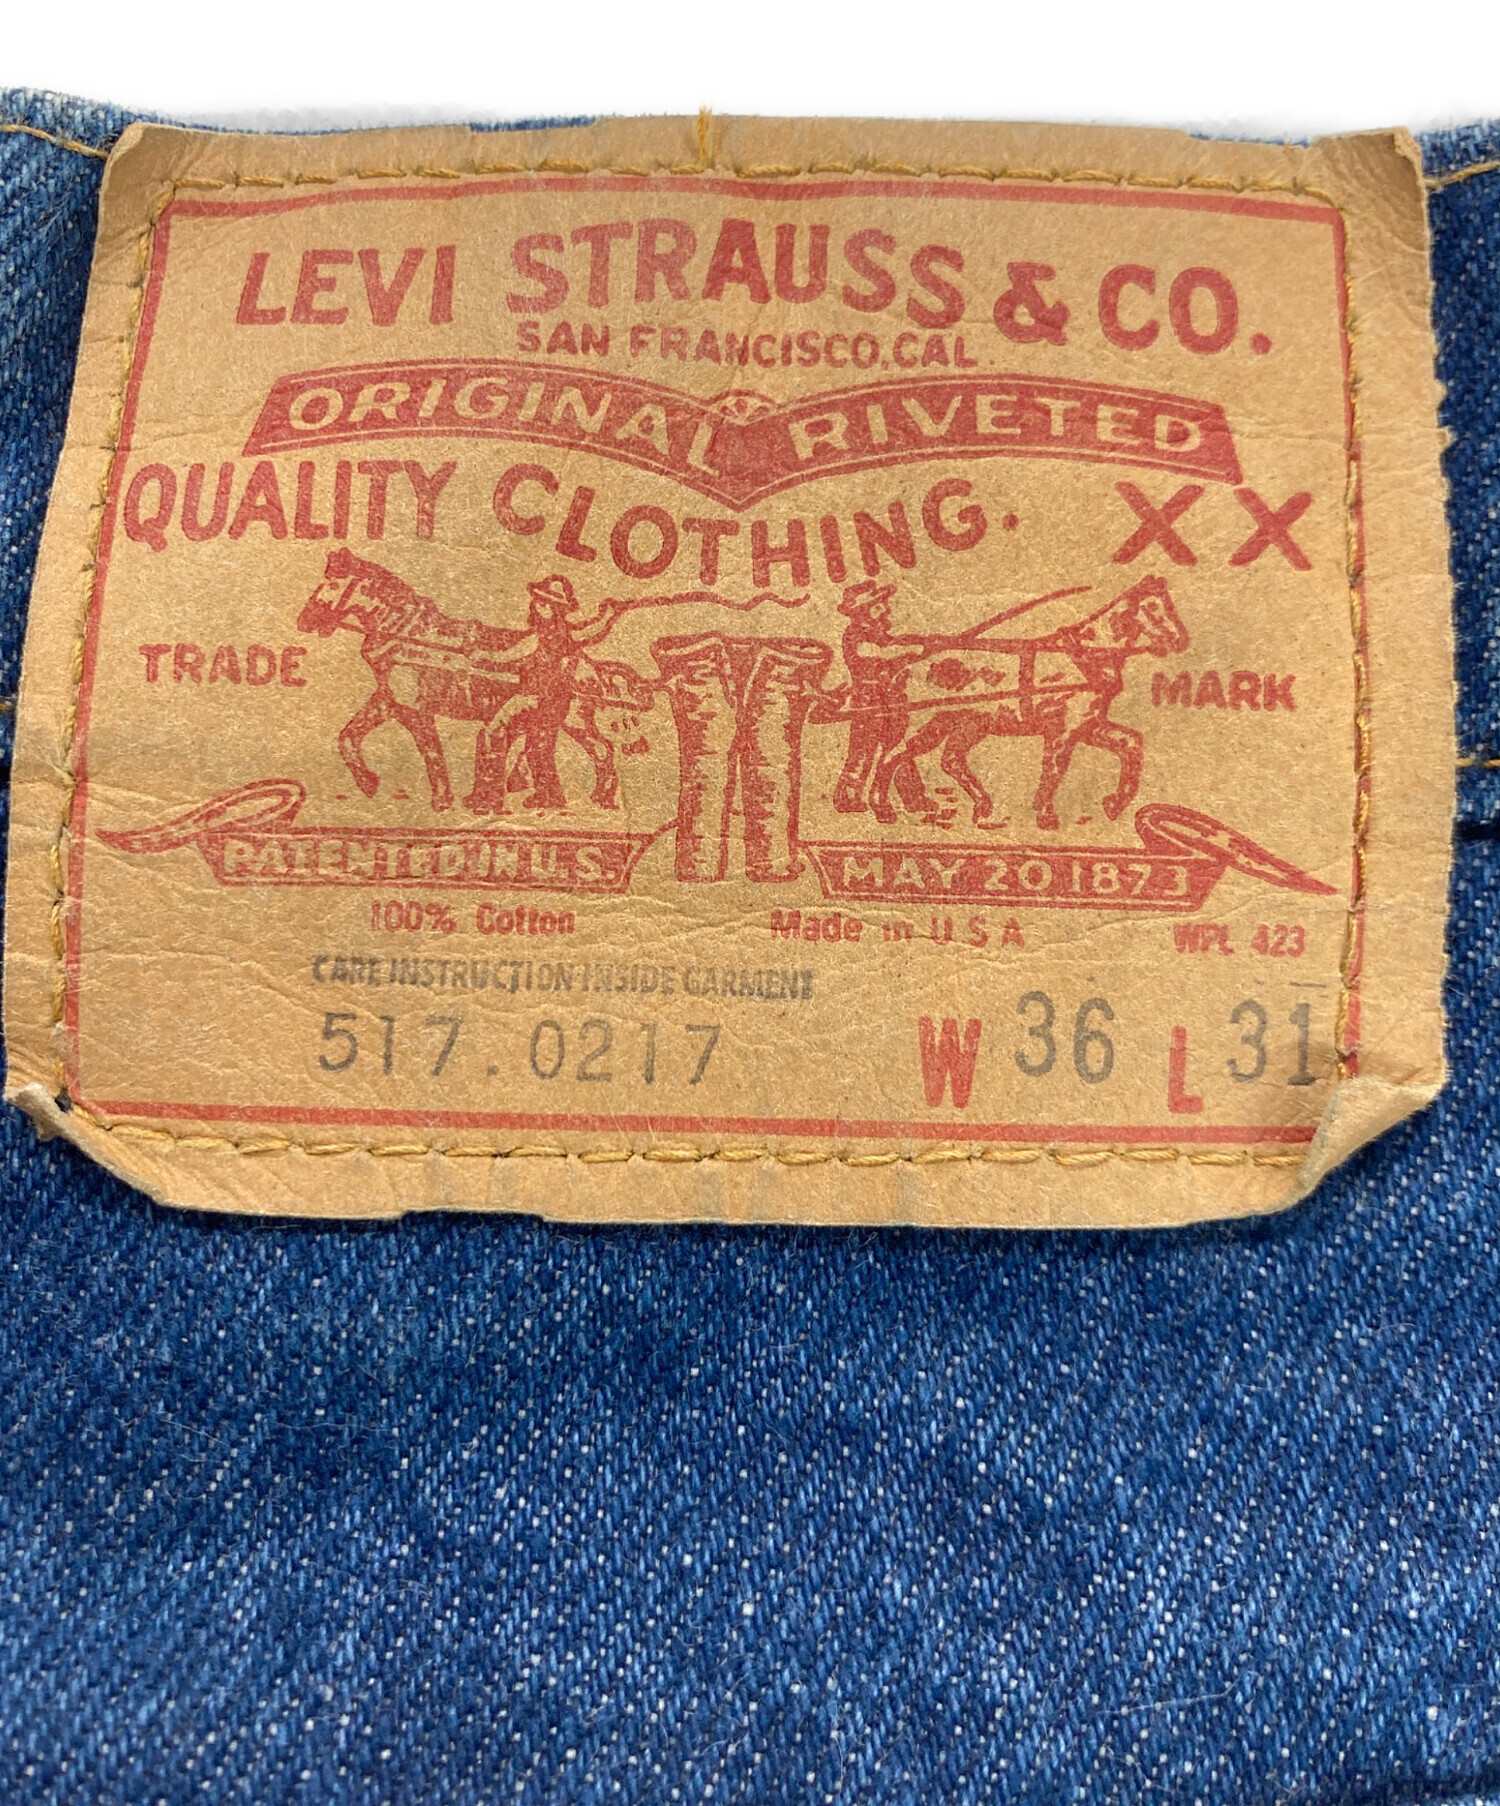 LEVI STRAUSS & CO.
SAN FRANCISCO, CAL.
ORIGINAL RIVETED
QUALITY CLOTHING. XX
TRADE MARK
PATENTED IN U.S. MAY 20 1873
100% Cotton Made in U S A WPL 423
CARE INSTRUCTION INSIDE GARMENT
517.0217 W 36 L 31